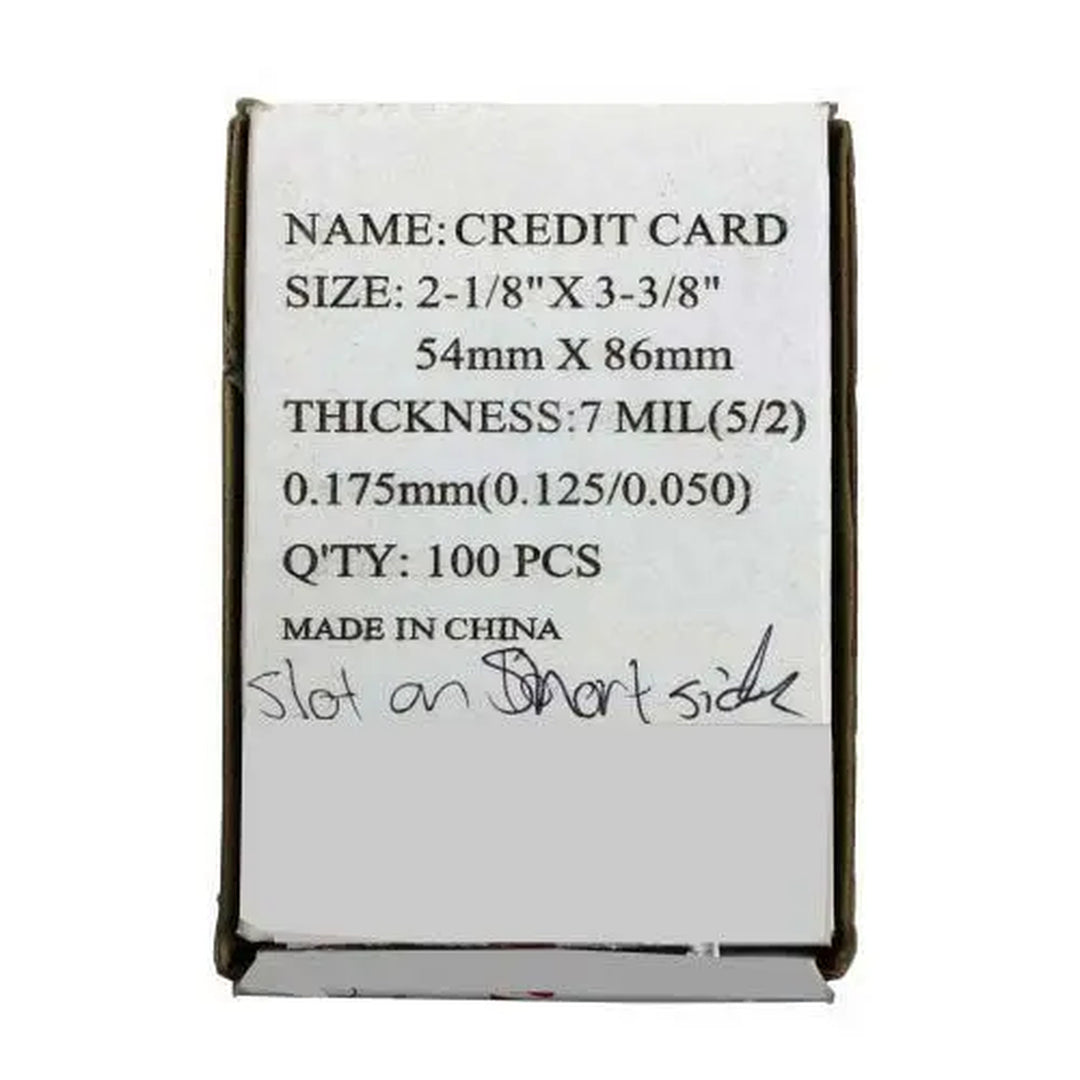 NAME: CREDIT CARD
SIZE: 2-1/8" X 3-3/8"
54mm X 86mm
THICKNESS:7 MIL(5/2)
0.175mm(0.125/0.050)
Q'TY: 100 PCS
MADE IN CHINA
Slot on Short side